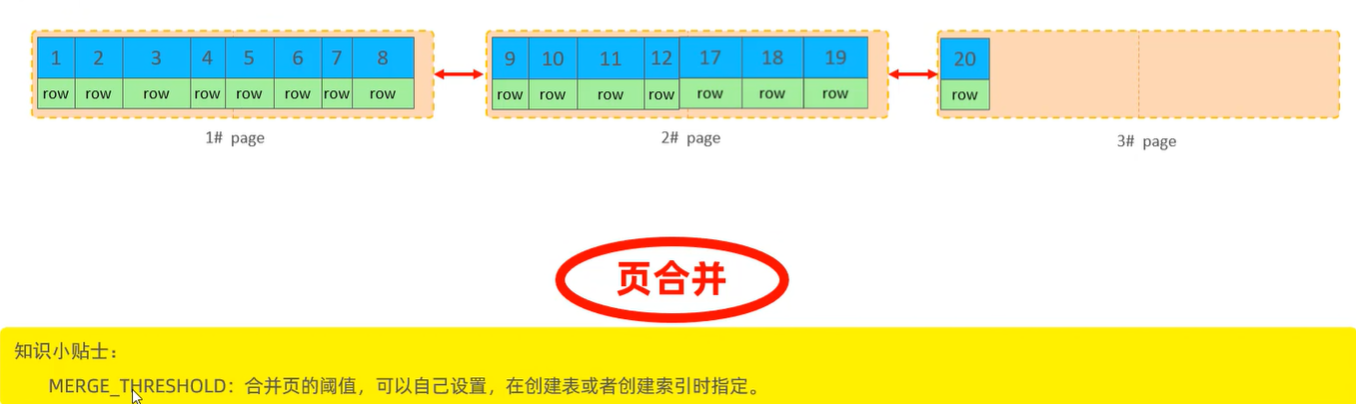 1 2 3 4 5 6 7 8
row row row row row row row row
1# page
9 10 11 12 17 18 19
row row row row row row row
2# page
20
row
3# page
页合并
知识小贴士：
MERGE_THRESHOLD：合并页的阈值，可以自己设置，在创建表或者创建索引时指定。